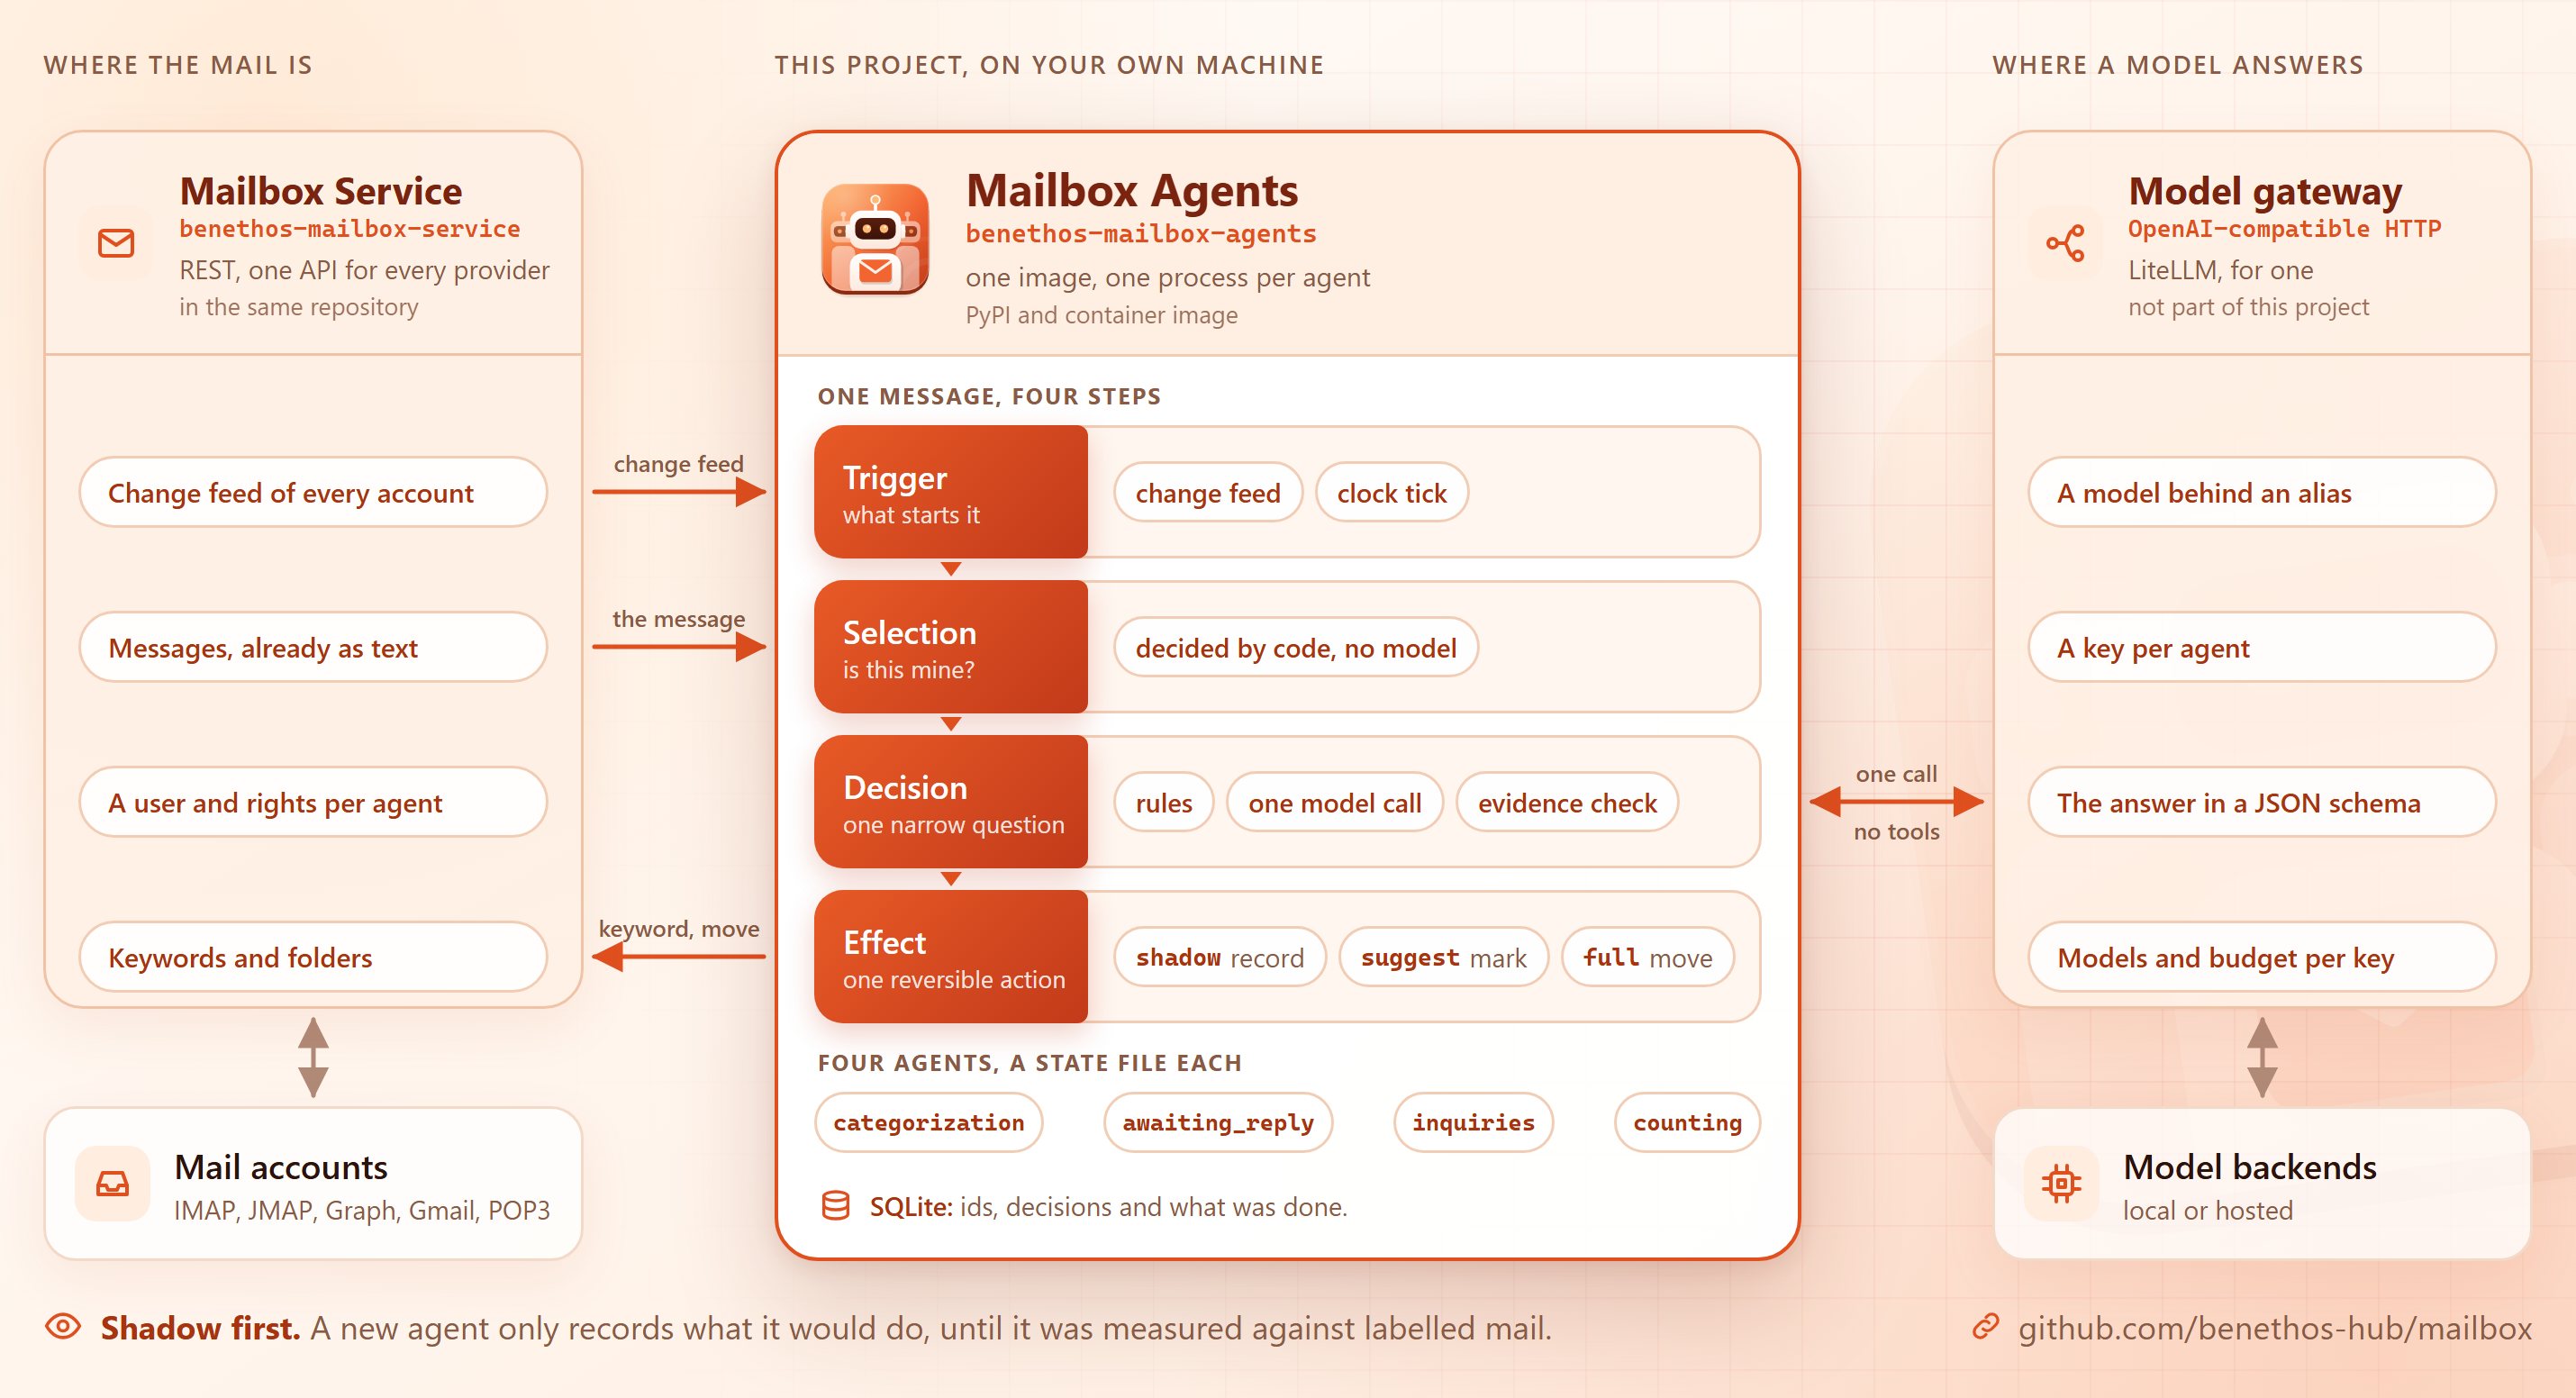 WHERE THE MAIL IS
Mailbox Service
benethos-mailbox-service
REST, one API for every provider
in the same repository
Change feed of every account
Messages, already as text
A user and rights per agent
Keywords and folders
Mail accounts
IMAP, JMAP, Graph, Gmail, POP3
change feed
the message
keyword, move
THIS PROJECT, ON YOUR OWN MACHINE
Mailbox Agents
benethos-mailbox-agents
one image, one process per agent
PyPI and container image
ONE MESSAGE, FOUR STEPS
Trigger
what starts it
change feed
clock tick
Selection
is this mine?
decided by code, no model
Decision
one narrow question
rules
one model call
evidence check
Effect
one reversible action
shadow record
suggest mark
full move
FOUR AGENTS, A STATE FILE EACH
categorization
awaiting_reply
inquiries
counting
SQLite: ids, decisions and what was done.
one call
no tools
WHERE A MODEL ANSWERS
Model gateway
OpenAI-compatible HTTP
LiteLLM, for one
not part of this project
A model behind an alias
A key per agent
The answer in a JSON schema
Models and budget per key
Model backends
local or hosted
Shadow first. A new agent only records what it would do, until it was measured against labelled mail.
github.com/benethos-hub/mailbox